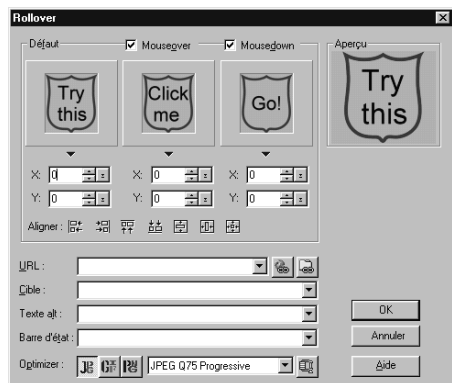 Rollover
Défaut Mouseover Mousedown Aperçu
Try this
Click me
Go!
Try this
X: 0 X: 0 X: 0
Y: 0 Y: 0 Y: 0
Aligner :
URL :
Cible :
Texte alt :
Barre d'état :
Optimizer : JPEG Q75 Progressive
OK
Annuler
Aide